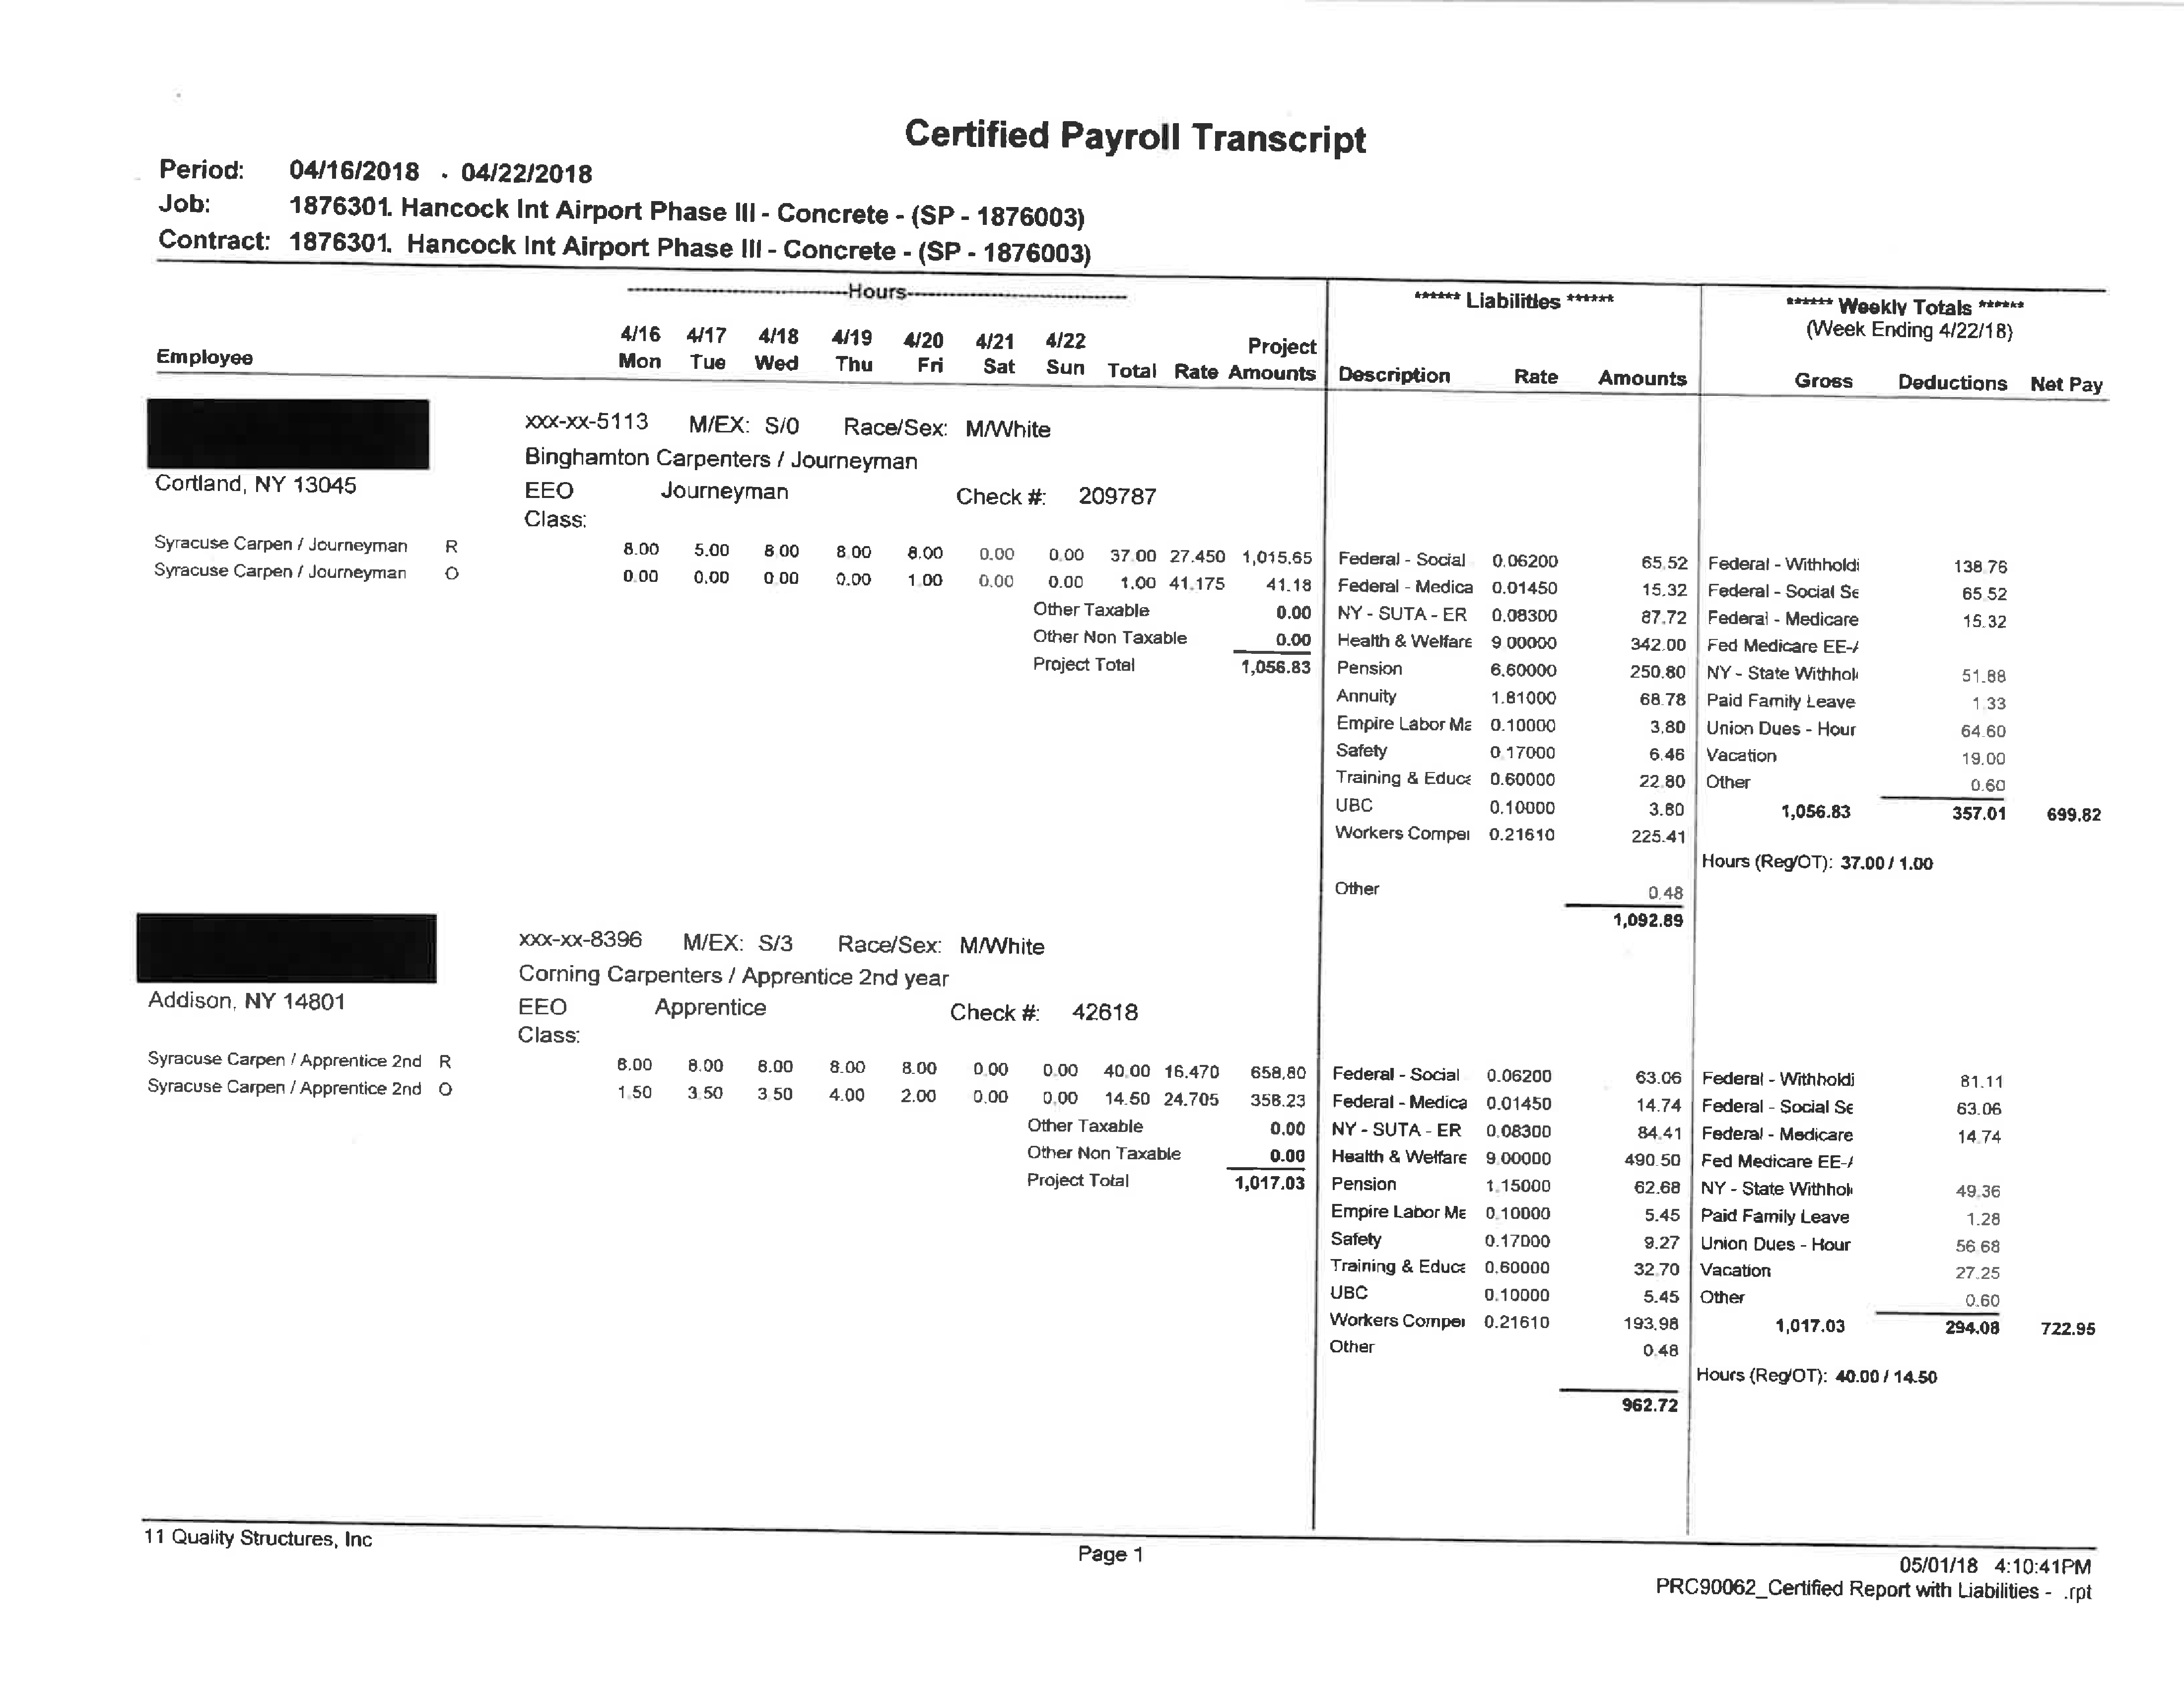 Certified Payroll Transcript
Period: 04/16/2018 - 04/22/2018
Job: 1876301. Hancock Int Airport Phase III - Concrete - (SP - 1876003)
Contract: 1876301. Hancock Int Airport Phase III - Concrete - (SP - 1876003)
Hours ****** Liabilities ****** ****** Weekly Totals ******
(Week Ending 4/22/18)
4/16 4/17 4/18 4/19 4/20 4/21 4/22 Project
Employee Mon Tue Wed Thu Fri Sat Sun Total Rate Amounts Description Rate Amounts Gross Deductions Net Pay
xxx-xx-5113 M/EX: S/0 Race/Sex: M/White
Binghamton Carpenters / Journeyman
Cortland, NY 13045 EEO Journeyman Check #: 209787
Class:
Syracuse Carpen / Journeyman R 8.00 5.00 8.00 8.00 8.00 0.00 0.00 37.00 27.450 1,015.65 Federal - Social 0.06200 65.52 Federal - Withholdi 138.76
Syracuse Carpen / Journeyman O 0.00 0.00 0.00 0.00 1.00 0.00 0.00 1.00 41.175 41.18 Federal - Medica 0.01450 15.32 Federal - Social Se 65.52
Other Taxable 0.00 NY - SUTA - ER 0.08300 87.72 Federal - Medicare 15.32
Other Non Taxable 0.00 Health & Welfare 9.00000 342.00 Fed Medicare EE-/
Project Total 1,056.83 Pension 6.60000 250.80 NY - State Withhol 51.88
Annuity 1.81000 68.78 Paid Family Leave 1.33
Empire Labor Ma 0.10000 3.80 Union Dues - Hour 64.60
Safety 0.17000 6.46 Vacation 19.00
Training & Educa 0.60000 22.80 Other 0.60
UBC 0.10000 3.80 1,056.83 357.01 699.82
Workers Compe 0.21610 225.41
Hours (Reg/OT): 37.00 / 1.00
Other 0.48
1,092.89
xxx-xx-8396 M/EX: S/3 Race/Sex: M/White
Corning Carpenters / Apprentice 2nd year
Addison, NY 14801 EEO Apprentice Check #: 42618
Class:
Syracuse Carpen / Apprentice 2nd R 8.00 8.00 8.00 8.00 8.00 0.00 0.00 40.00 16.470 658.80 Federal - Social 0.06200 63.06 Federal - Withholdi 81.11
Syracuse Carpen / Apprentice 2nd O 1.50 3.50 3.50 4.00 2.00 0.00 0.00 14.50 24.705 358.23 Federal - Medica 0.01450 14.74 Federal - Social Se 63.06
Other Taxable 0.00 NY - SUTA - ER 0.08300 84.41 Federal - Medicare 14.74
Other Non Taxable 0.00 Health & Welfare 9.00000 490.50 Fed Medicare EE-/
Project Total 1,017.03 Pension 1.15000 62.68 NY - State Withhol 49.36
Empire Labor Me 0.10000 5.45 Paid Family Leave 1.28
Safety 0.17000 9.27 Union Dues - Hour 56.68
Training & Educa 0.60000 32.70 Vacation 27.25
UBC 0.10000 5.45 Other 0.60
Workers Compe 0.21610 193.98 1,017.03 294.08 722.95
Other 0.48
Hours (Reg/OT): 40.00 / 14.50
962.72
11 Quality Structures, Inc
Page 1
05/01/18 4:10:41PM
PRC90062_Certified Report with Liabilities - .rpt